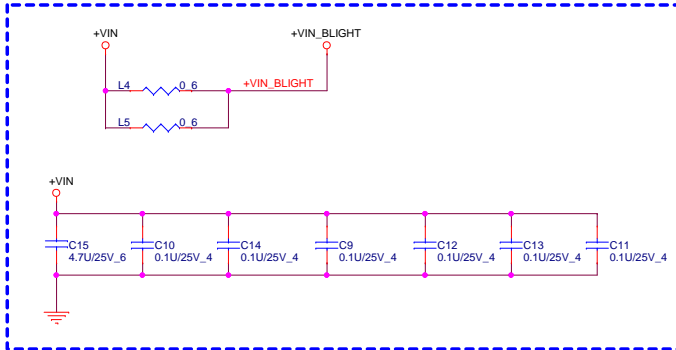 +VIN
+VIN_BLIGHT
L4
0_6
+VIN_BLIGHT
L5
0_6
+VIN
C15
4.7U/25V_6
C10
0.1U/25V_4
C14
0.1U/25V_4
C9
0.1U/25V_4
C12
0.1U/25V_4
C13
0.1U/25V_4
C11
0.1U/25V_4